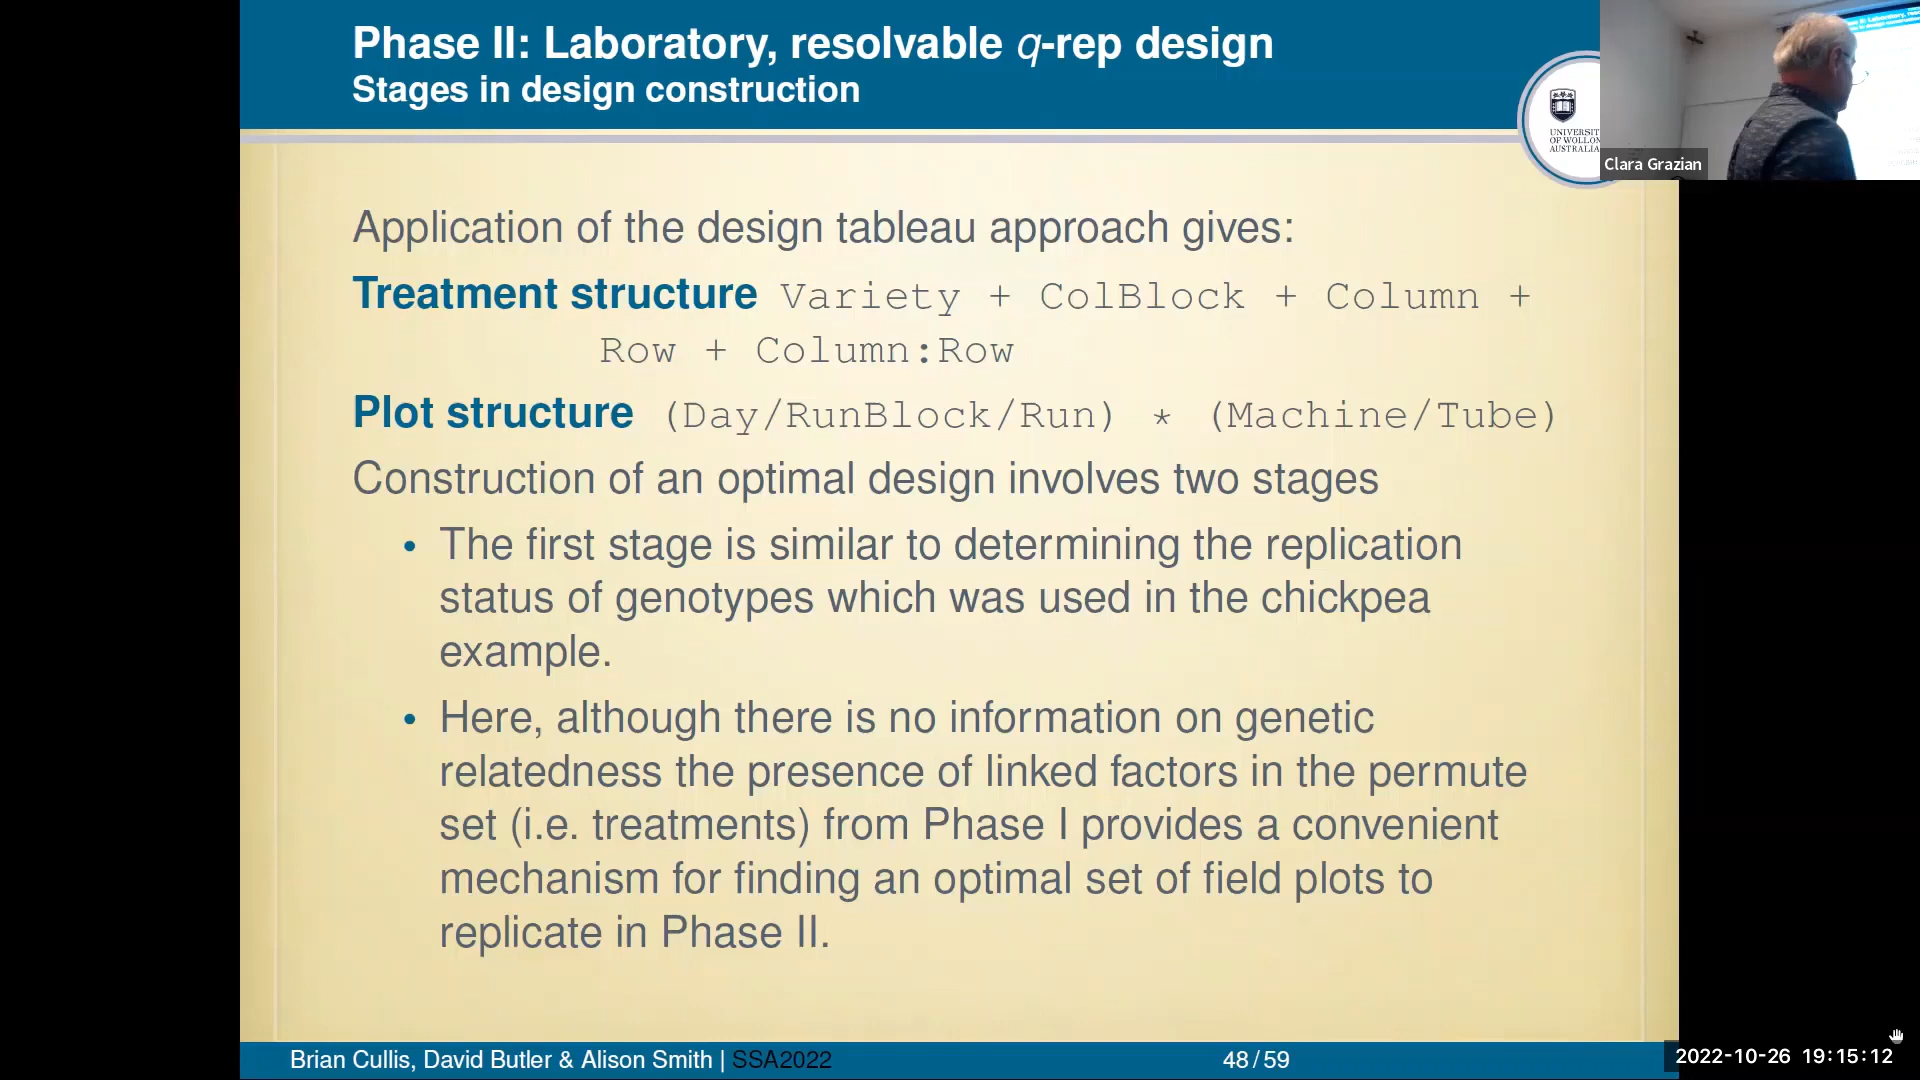 Phase II: Laboratory, resolvable q-rep design
Stages in design construction
UNIVERSIT
OF WOLLON
AUSTRALIA
Clara Grazian
Application of the design tableau approach gives:
Treatment structure Variety + ColBlock + Column +
Row + Column:Row
Plot structure (Day/RunBlock/Run) * (Machine/Tube)
Construction of an optimal design involves two stages
• The first stage is similar to determining the replication
status of genotypes which was used in the chickpea
example.
• Here, although there is no information on genetic
relatedness the presence of linked factors in the permute
set (i.e. treatments) from Phase I provides a convenient
mechanism for finding an optimal set of field plots to
replicate in Phase II.
Brian Cullis, David Butler & Alison Smith | SSA2022
48/59
2022-10-26 19:15:12